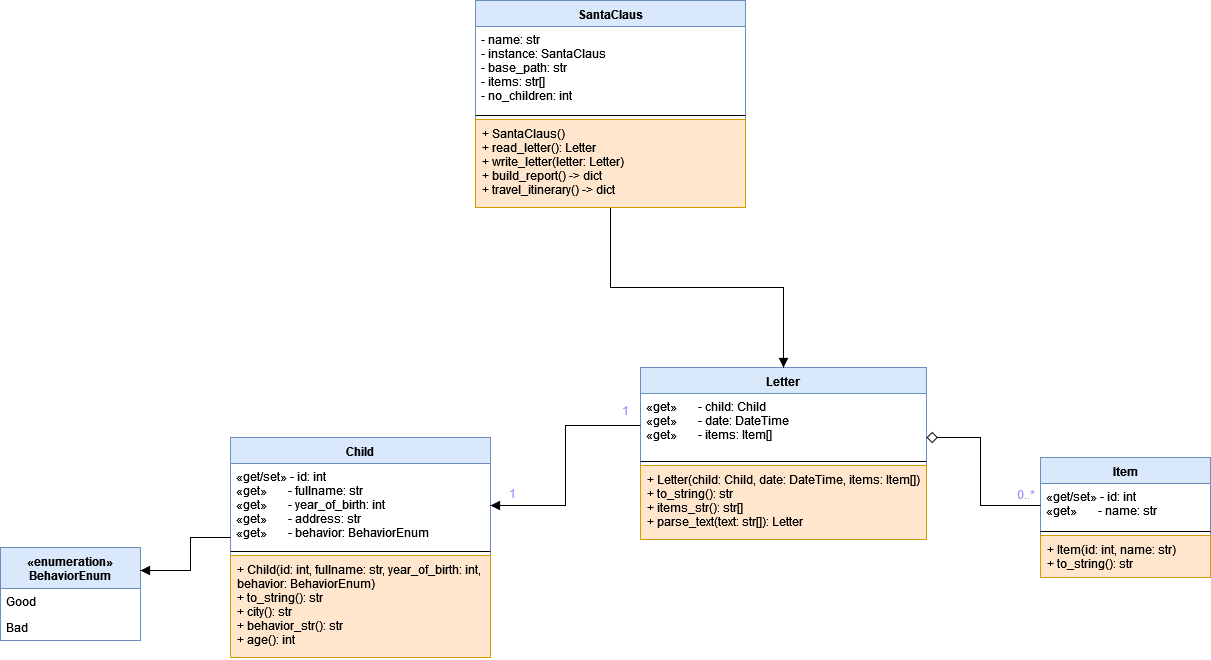 SantaClaus
- name: str
- instance: SantaClaus
- base_path: str
- items: str[]
- no_children: int
+ SantaClaus()
+ read_letter(): Letter
+ write_letter(letter: Letter)
+ build_report() -> dict
+ travel_itinerary() -> dict
Letter
«get» - child: Child
«get» - date: DateTime
«get» - items: Item[]
+ Letter(child: Child, date: DateTime, items: Item[])
+ to_string(): str
+ items_str(): str[]
+ parse_text(text: str[]): Letter
1
1
Child
«get/set» - id: int
«get» - fullname: str
«get» - year_of_birth: int
«get» - address: str
«get» - behavior: BehaviorEnum
+ Child(id: int, fullname: str, year_of_birth: int,
behavior: BehaviorEnum)
+ to_string(): str
+ city(): str
+ behavior_str(): str
+ age(): int
0..*
Item
«get/set» - id: int
«get» - name: str
+ Item(id: int, name: str)
+ to_string(): str
«enumeration»
BehaviorEnum
Good
Bad